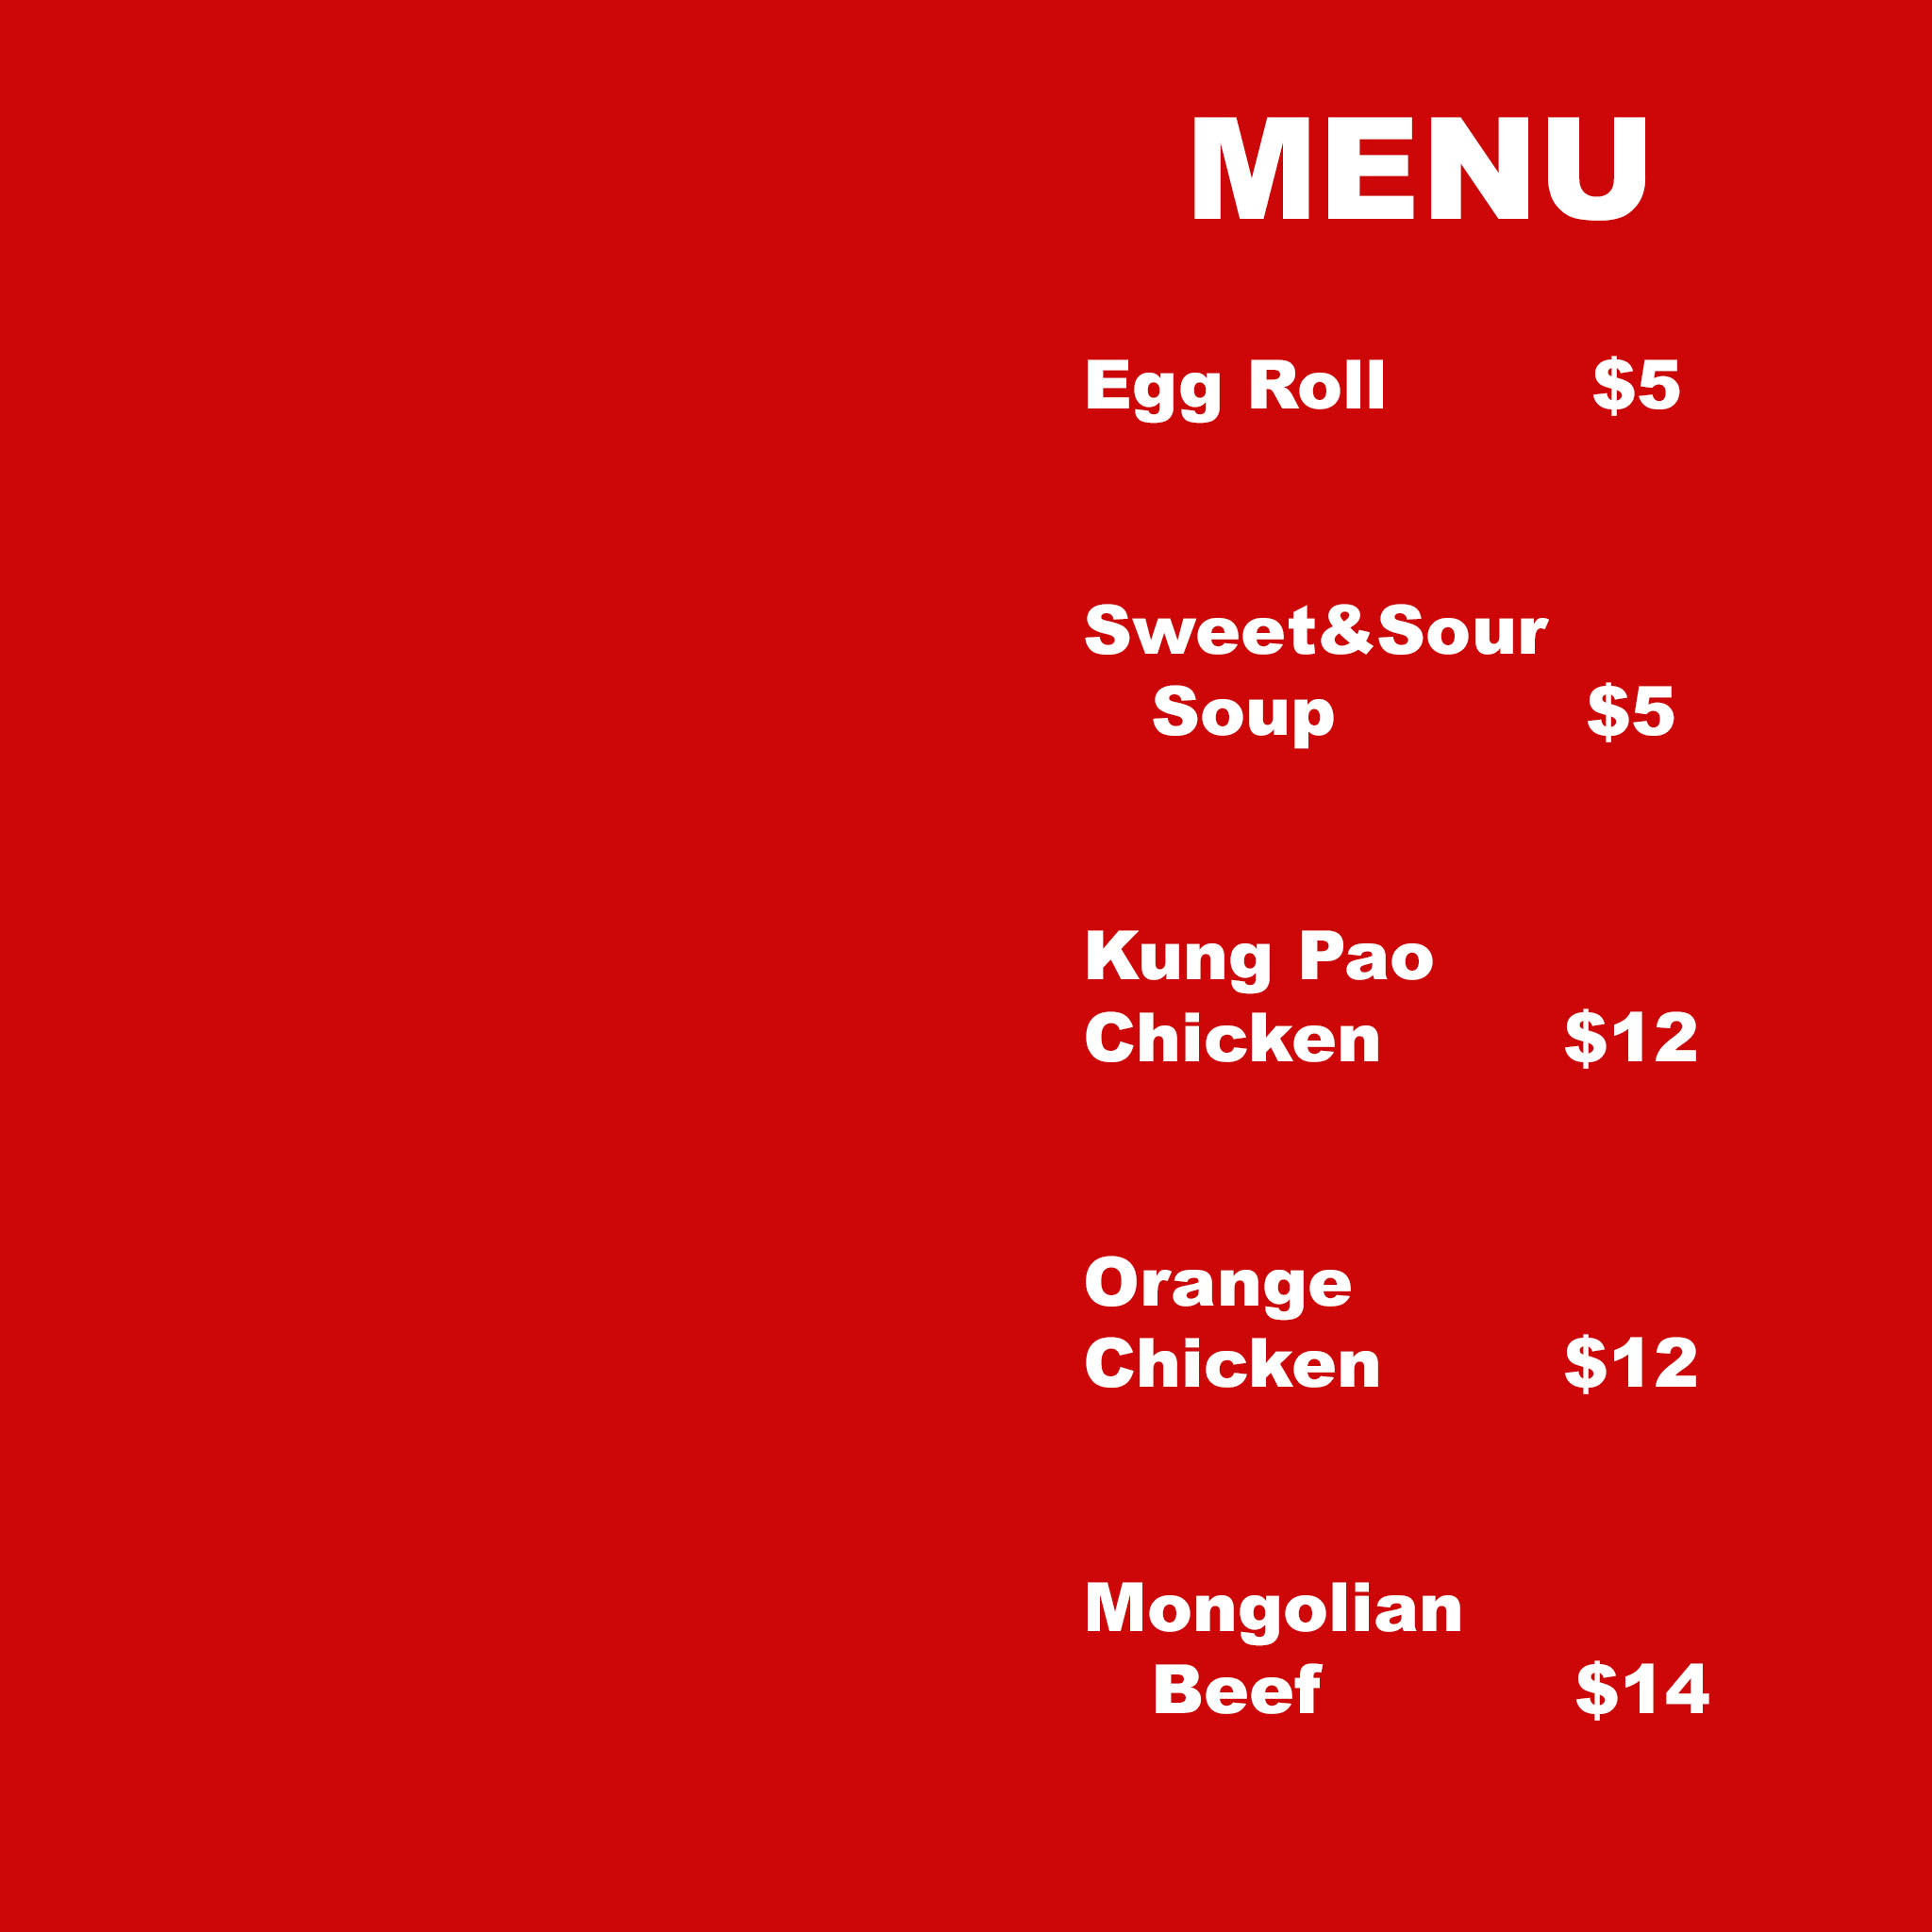 MENU
Egg Roll $5
Sweet&Sour
Soup $5
Kung Pao
Chicken $12
Orange
Chicken $12
Mongolian
Beef $14